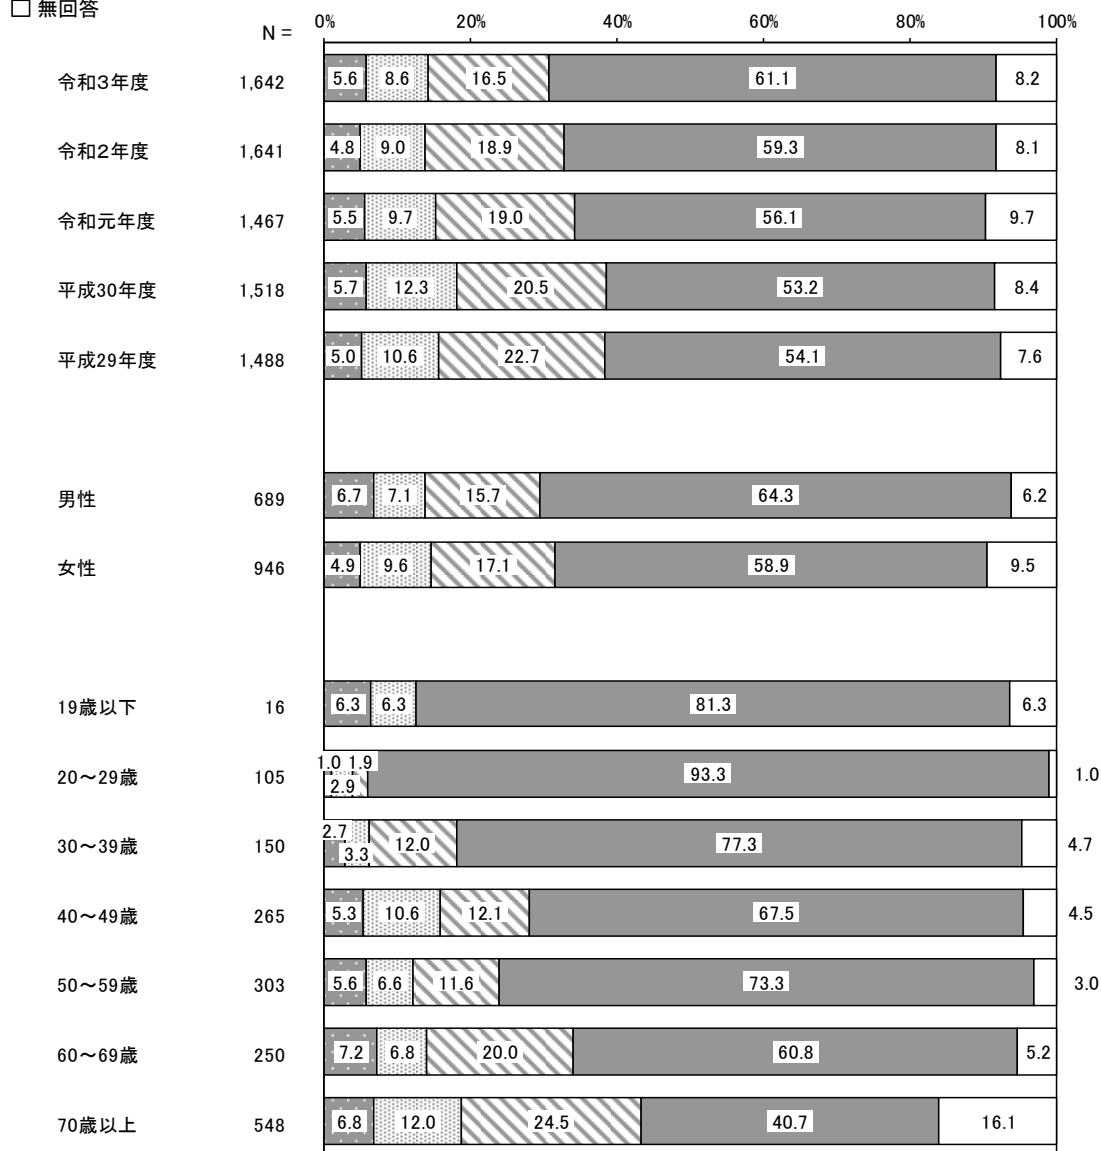 □ 無回答
N = 0% 20% 40% 60% 80% 100%
令和3年度 1,642 5.6 8.6 16.5 61.1 8.2
令和2年度 1,641 4.8 9.0 18.9 59.3 8.1
令和元年度 1,467 5.5 9.7 19.0 56.1 9.7
平成30年度 1,518 5.7 12.3 20.5 53.2 8.4
平成29年度 1,488 5.0 10.6 22.7 54.1 7.6
男性 689 6.7 7.1 15.7 64.3 6.2
女性 946 4.9 9.6 17.1 58.9 9.5
19歳以下 16 6.3 6.3 81.3 6.3
20～29歳 105 1.0 1.9 2.9 93.3 1.0
30～39歳 150 2.7 3.3 12.0 77.3 4.7
40～49歳 265 5.3 10.6 12.1 67.5 4.5
50～59歳 303 5.6 6.6 11.6 73.3 3.0
60～69歳 250 7.2 6.8 20.0 60.8 5.2
70歳以上 548 6.8 12.0 24.5 40.7 16.1